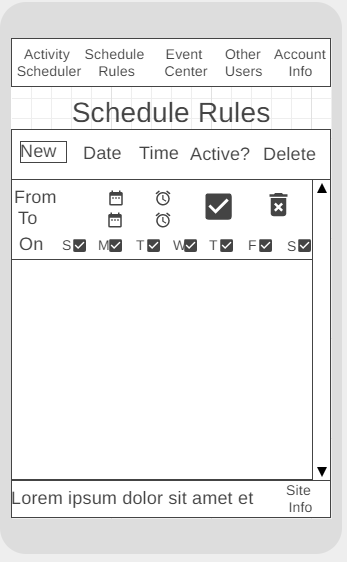 Activity Schedule Event Other Account
Scheduler Rules Center Users Info
Schedule Rules
New Date Time Active? Delete
From
To
On S M T W T F S
Lorem ipsum dolor sit amet et Site
Info